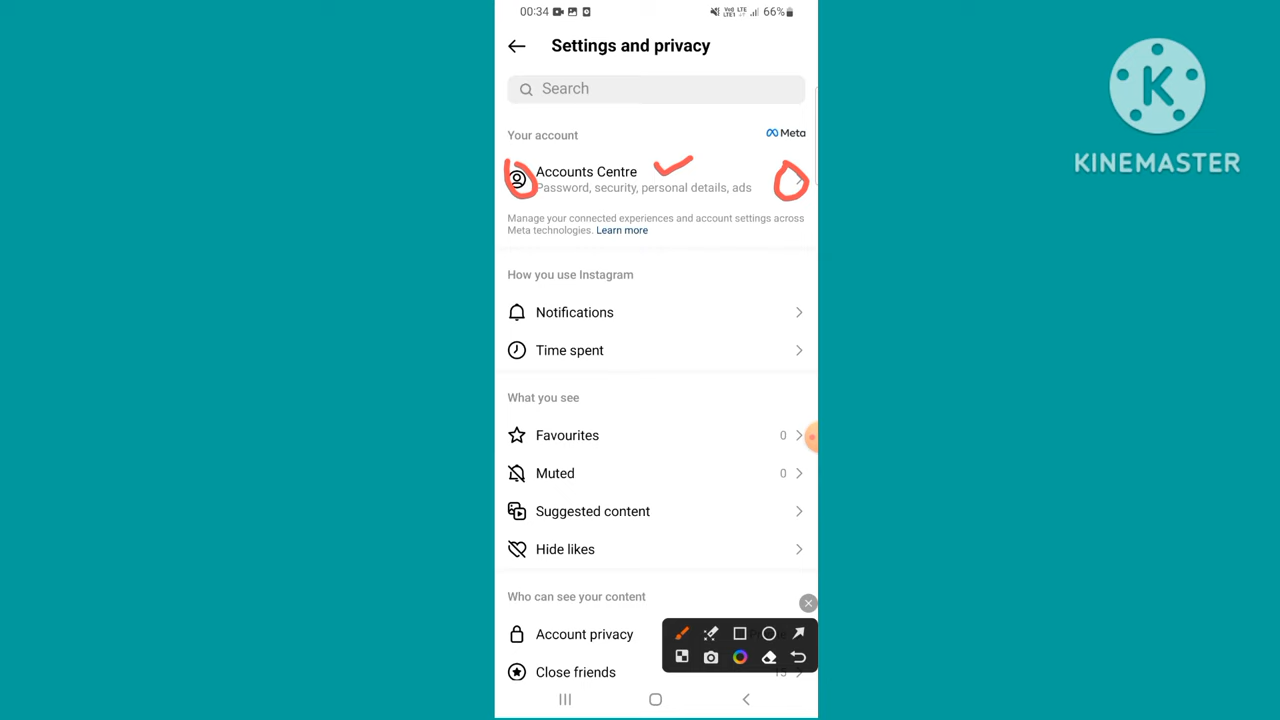 00:34
66%
Settings and privacy
Search
Your account
Meta
Accounts Centre
Password, security, personal details, ads
Manage your connected experiences and account settings across
Meta technologies. Learn more
How you use Instagram
Notifications
Time spent
What you see
Favourites 0
Muted 0
Suggested content
Hide likes
Who can see your content
Account privacy
Close friends 15
K
KINEMASTER